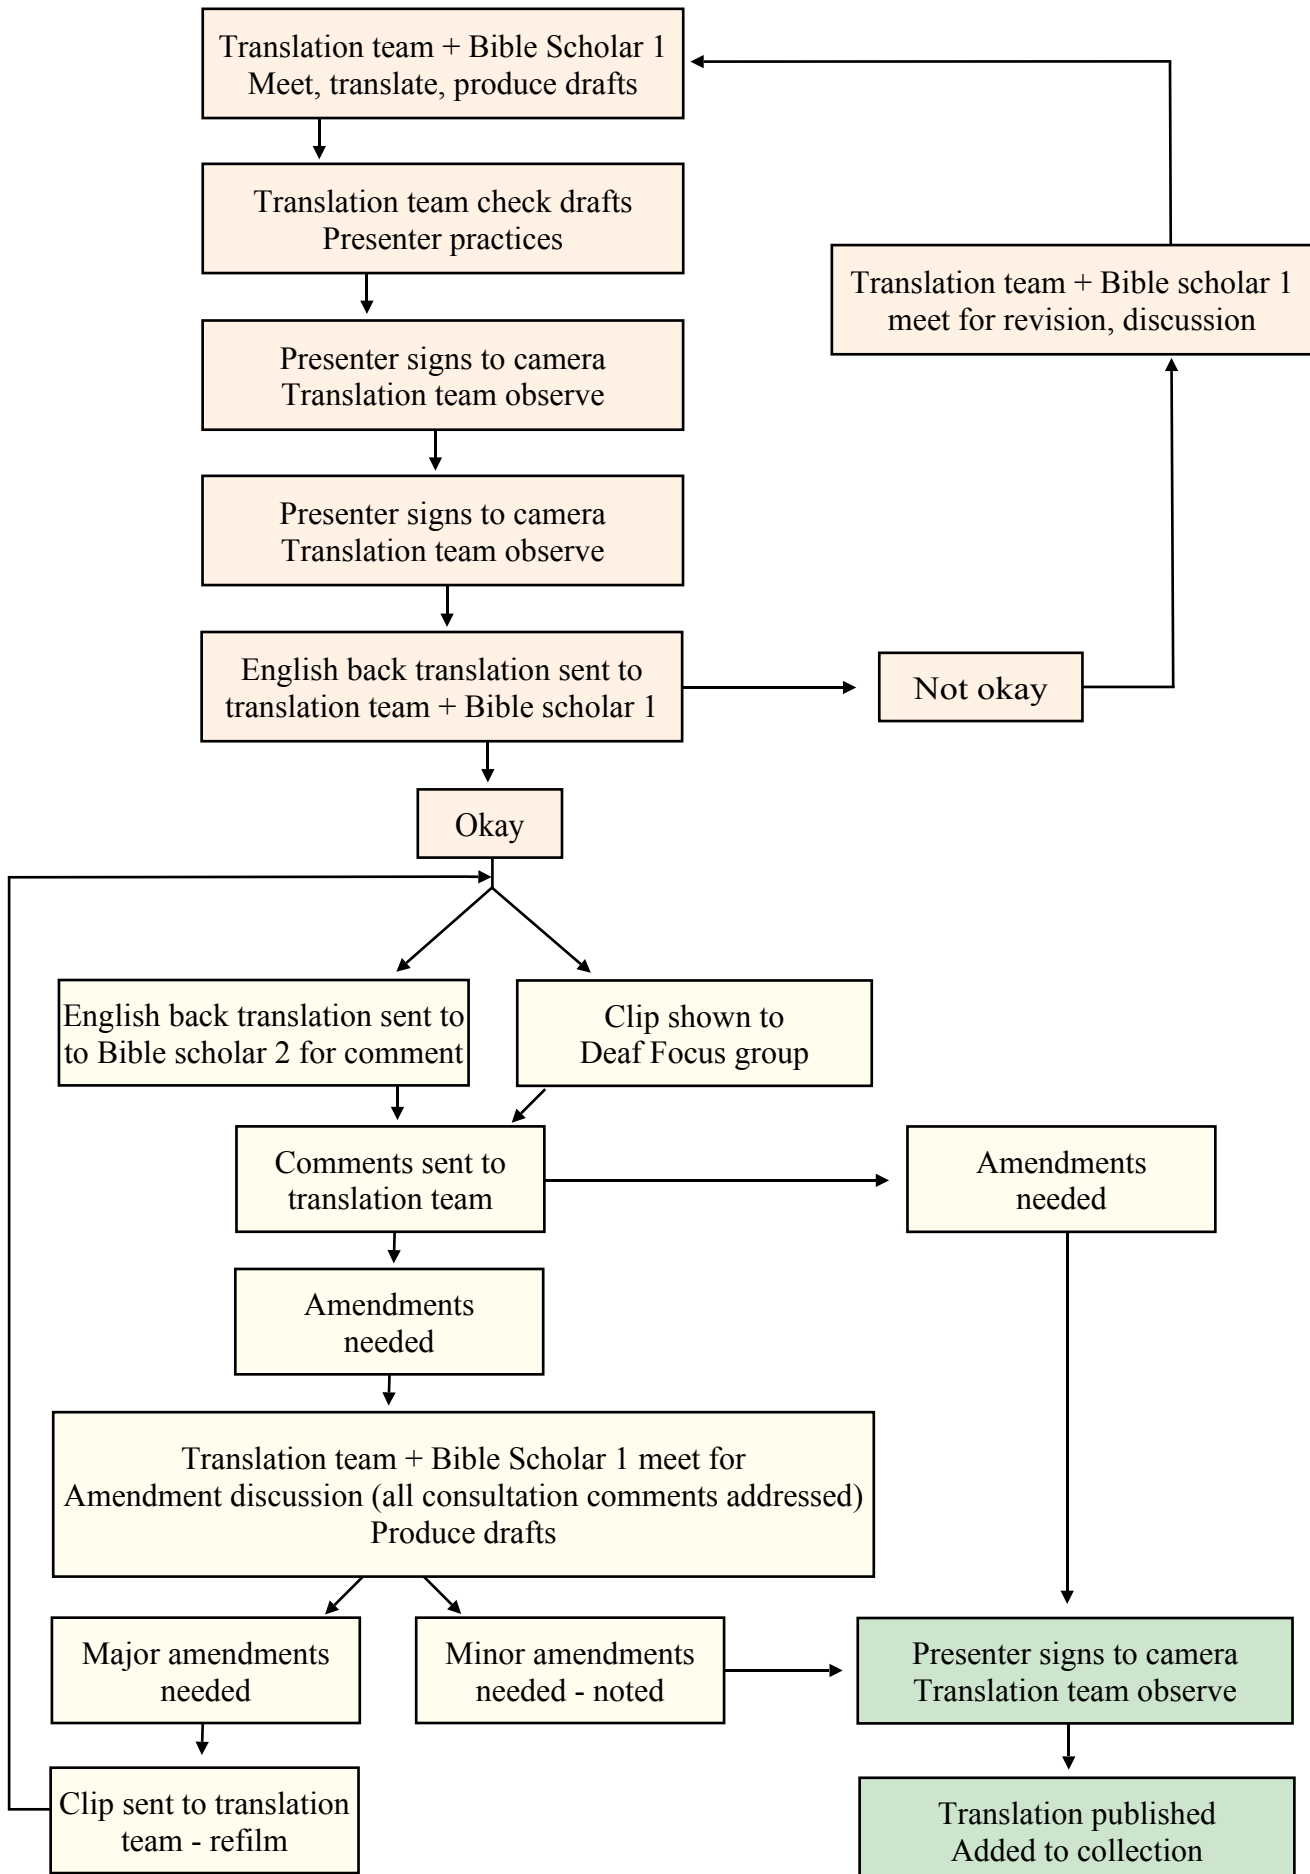 Translation team + Bible Scholar 1
Meet, translate, produce drafts
Translation team check drafts
Presenter practices
Translation team + Bible scholar 1
meet for revision, discussion
Presenter signs to camera
Translation team observe
Presenter signs to camera
Translation team observe
English back translation sent to
translation team + Bible scholar 1
Not okay
Okay
English back translation sent to
to Bible scholar 2 for comment
Clip shown to
Deaf Focus group
Comments sent to
translation team
Amendments
needed
Amendments
needed
Translation team + Bible Scholar 1 meet for
Amendment discussion (all consultation comments addressed)
Produce drafts
Major amendments
needed
Minor amendments
needed - noted
Presenter signs to camera
Translation team observe
Clip sent to translation
team - refilm
Translation published
Added to collection